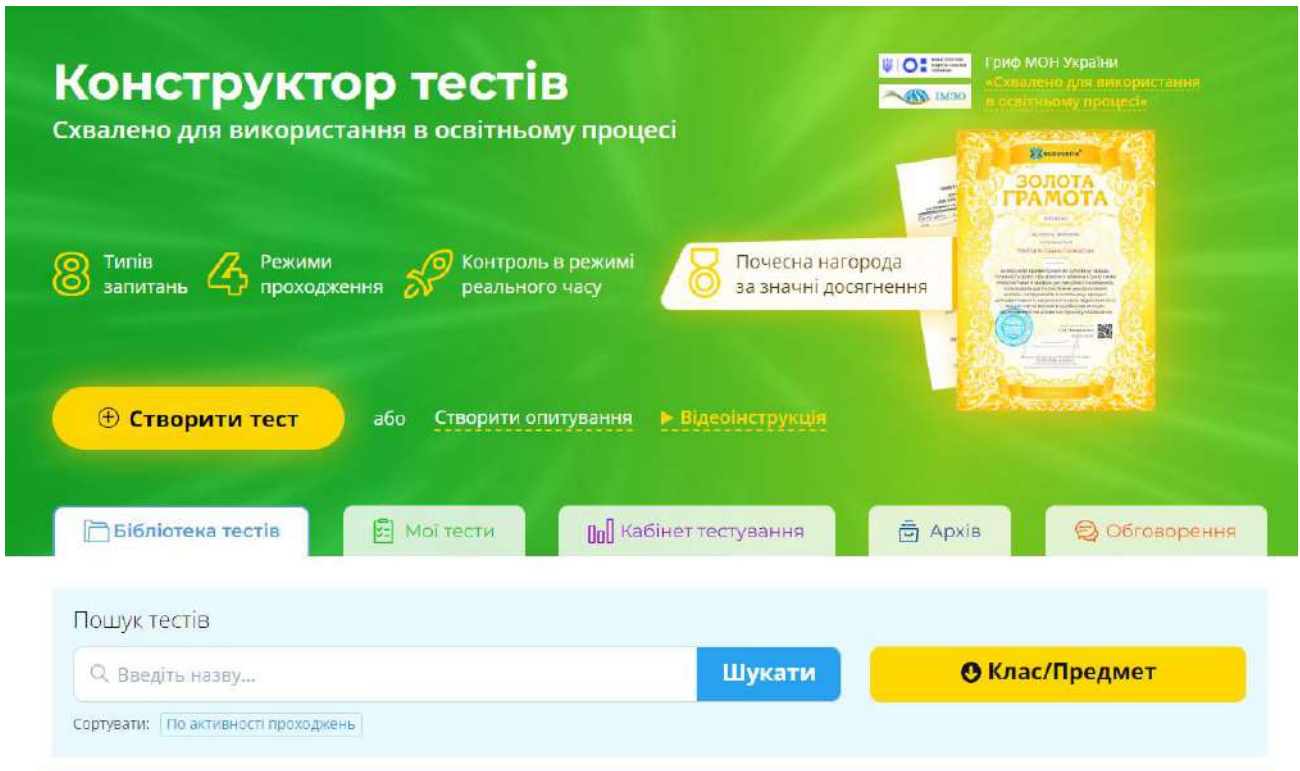 Конструктор тестів
Схвалено для використання в освітньому процесі
Гриф МОН України
«Схвалено для використання
в освітньому процесі»
ІМЗО
ЗОЛОТА
ГРАМОТА
8 Типів
запитань
4 Режими
проходження
Контроль в режимі
реального часу
Почесна нагорода
за значні досягнення
Створити тест
або
Створити опитування
Відеоінструкція
Бібліотека тестів
Мої тести
Кабінет тестування
Архів
Обговорення
Пошук тестів
Введіть назву...
Шукати
Клас/Предмет
Сортувати: По активності проходжень